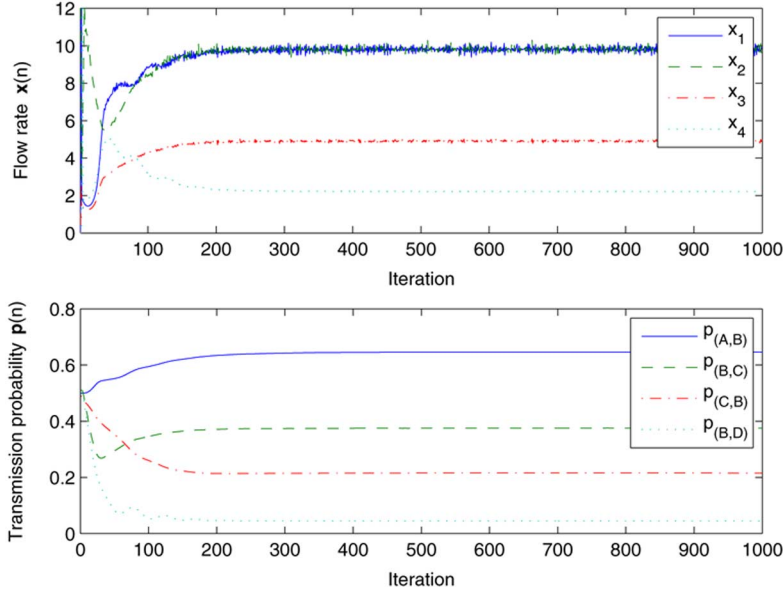 12
10
8
6
4
2
0
Flow rate x(n)
x1
x2
x3
x4
100 200 300 400 500 600 700 800 900 1000
Iteration
0.8
0.6
0.4
0.2
0
Transmission probability p(n)
p(A,B)
p(B,C)
p(C,B)
p(B,D)
0 100 200 300 400 500 600 700 800 900 1000
Iteration